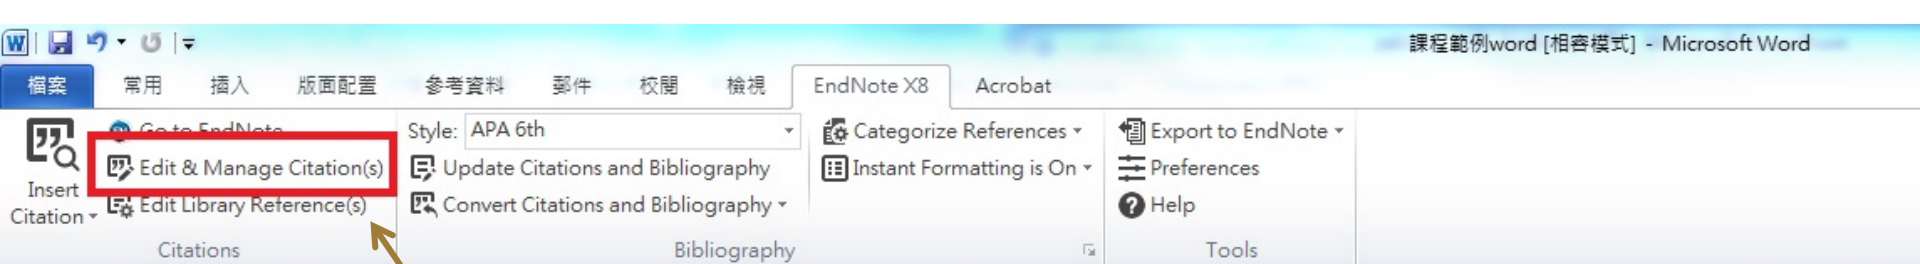 課程範例word [相容模式] - Microsoft Word
檔案 常用 插入 版面配置 參考資料 郵件 校閱 檢視 EndNote X8 Acrobat
Insert Citation
Go to EndNote
Edit & Manage Citation(s)
Edit Library Reference(s)
Citations
Style: APA 6th
Update Citations and Bibliography
Convert Citations and Bibliography
Bibliography
Categorize References
Instant Formatting is On
Export to EndNote
Preferences
Help
Tools